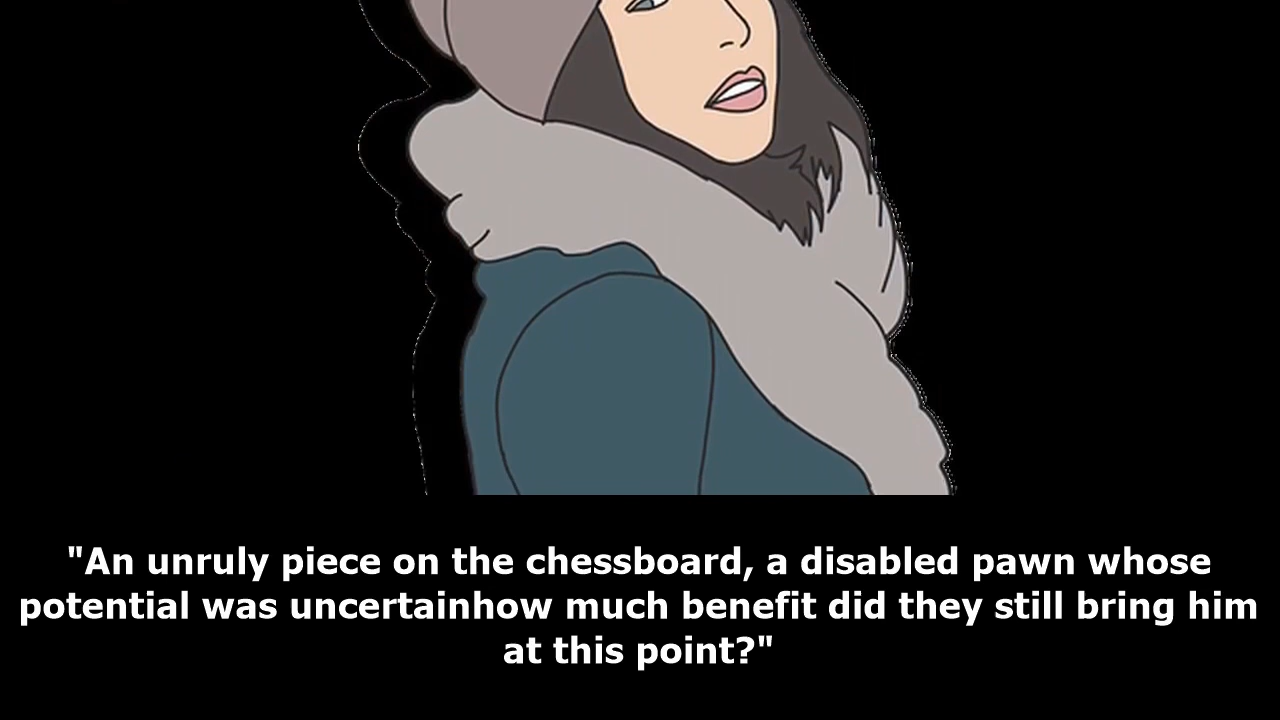 "An unruly piece on the chessboard, a disabled pawn whose
potential was uncertainhow much benefit did they still bring him
at this point?"